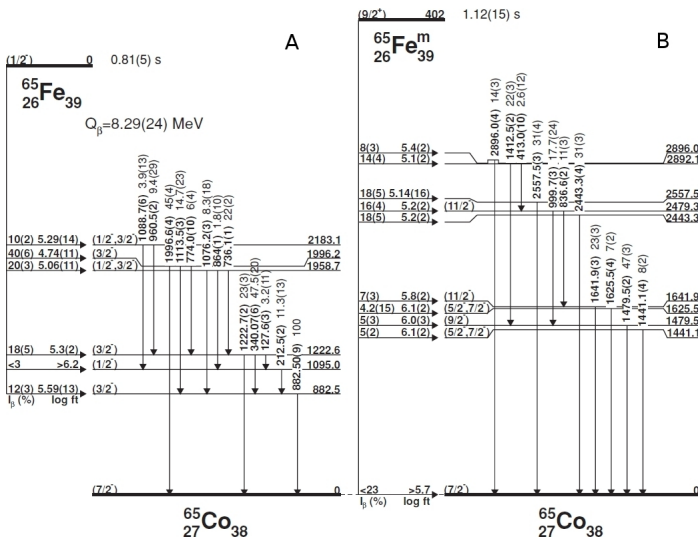 (1/2⁻) 0 0.81(5) s A
⁶⁵₂₆Fe₃₉
Qᵦ=8.29(24) MeV
1088.7(6) 3.9(13)
960.5(2) 9.4(29)
1996.6(4) 45(4)
1113.5(3) 14.7(23)
774.0(10) 6(4)
1076.2(3) 8.3(18)
864(1) 1.8(10)
736.1(1) 22(2)
10(2) 5.29(14) (1/2⁻,3/2⁻) 2183.1
40(6) 4.74(11) (3/2⁻) 1996.2
20(3) 5.06(11) (1/2⁻,3/2⁻) 1958.7
1222.7(2) 23(3)
340.07(6) 47.5(20)
127.6(3) 3.2(11)
212.5(2) 11.3(13)
882.50(9) 100
18(5) 5.3(2) (3/2⁻) 1222.6
<3 >6.2 (1/2⁻) 1095.0
12(3) 5.59(13) (3/2⁻) 882.5
Iᵦ (%) log ft
(7/2⁻) 0
⁶⁵₂₇Co₃₈
(9/2⁺) 402 1.12(15) s
⁶⁵₂₆Feᵐ₃₉ B
2896.0(4) 14(3)
1412.5(2) 22(3)
413.0(10) 2.6(12)
2557.5(3) 31(4)
999.7(3) 17.7(24)
836.6(2) 11(3)
2443.3(4) 31(3)
8(3) 5.4(2) 2896.0
14(4) 5.1(2) 2892.1
18(5) 5.14(16) 2557.5
16(4) 5.2(2) (11/2⁻) 2479.3
18(5) 5.2(2) 2443.3
1641.9(3) 23(3)
1625.5(4) 7(2)
1479.5(2) 47(3)
1441.1(4) 8(2)
7(3) 5.8(2) (11/2⁻) 1641.9
4.2(15) 6.1(2) (5/2⁻,7/2⁻) 1625.5
5(3) 6.0(3) (9/2⁻) 1479.5
5(2) 6.1(2) (5/2⁻,7/2⁻) 1441.1
<23 >5.7 (7/2⁻) 0
Iᵦ (%) log ft
⁶⁵₂₇Co₃₈